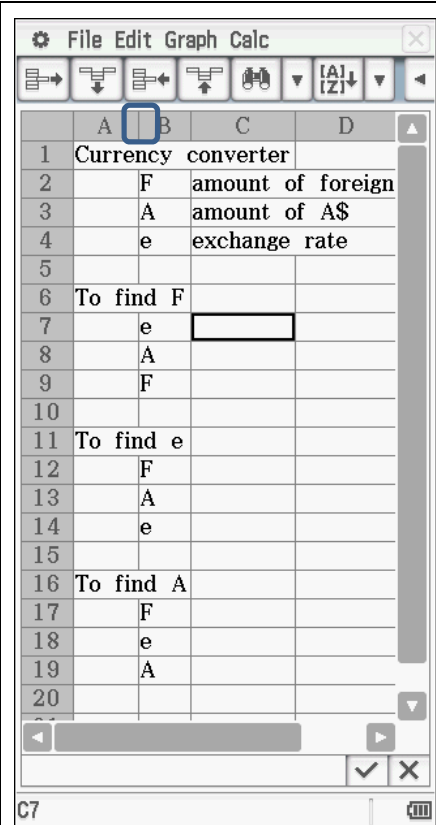 File Edit Graph Calc
[A] [Z]
A B C D
1 Currency converter
2 F amount of foreign
3 A amount of A$
4 e exchange rate
5
6 To find F
7 e
8 A
9 F
10
11 To find e
12 F
13 A
14 e
15
16 To find A
17 F
18 e
19 A
20
C7